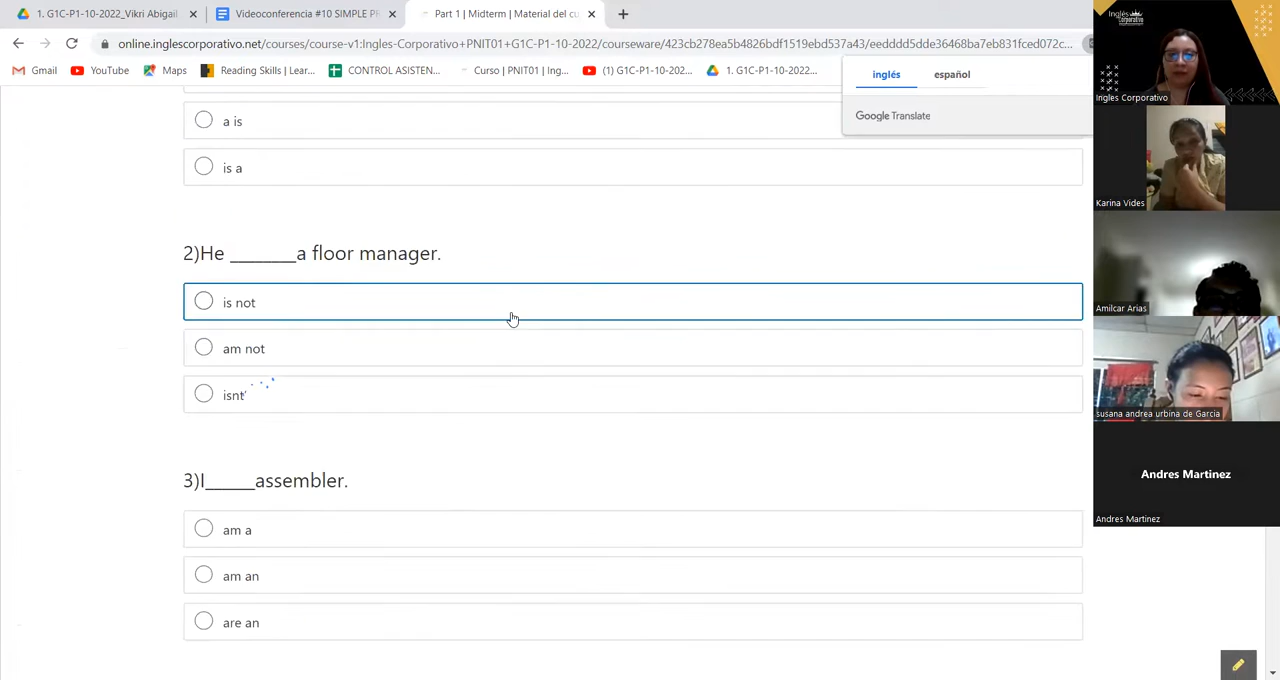 1. G1C-P1-10-2022_Vikri Abigail
Videoconferencia #10 SIMPLE PR
Part 1 | Midterm | Material del cu
online.inglescorporativo.net/courses/course-v1:Ingles-Corporativo+PNIT01+G1C-P1-10-2022/courseware/423cb278ea5b4826bdf1519ebd537a43/eedddd5dde36468ba7eb831fced072c...
Gmail
YouTube
Maps
Reading Skills | Lear...
CONTROL ASISTEN...
Curso | PNIT01 | Ing...
(1) G1C-P1-10-202...
1. G1C-P1-10-2022...
inglés
español
Google Translate
a is
is a
2)He ________a floor manager.
is not
am not
isnt'
3)I______assembler.
am a
am an
are an
Inglés
Corporativo
Ingles Corporativo
Karina Vides
Amilcar Arias
susana andrea urbina de Garcia
Andres Martinez
Andres Martinez